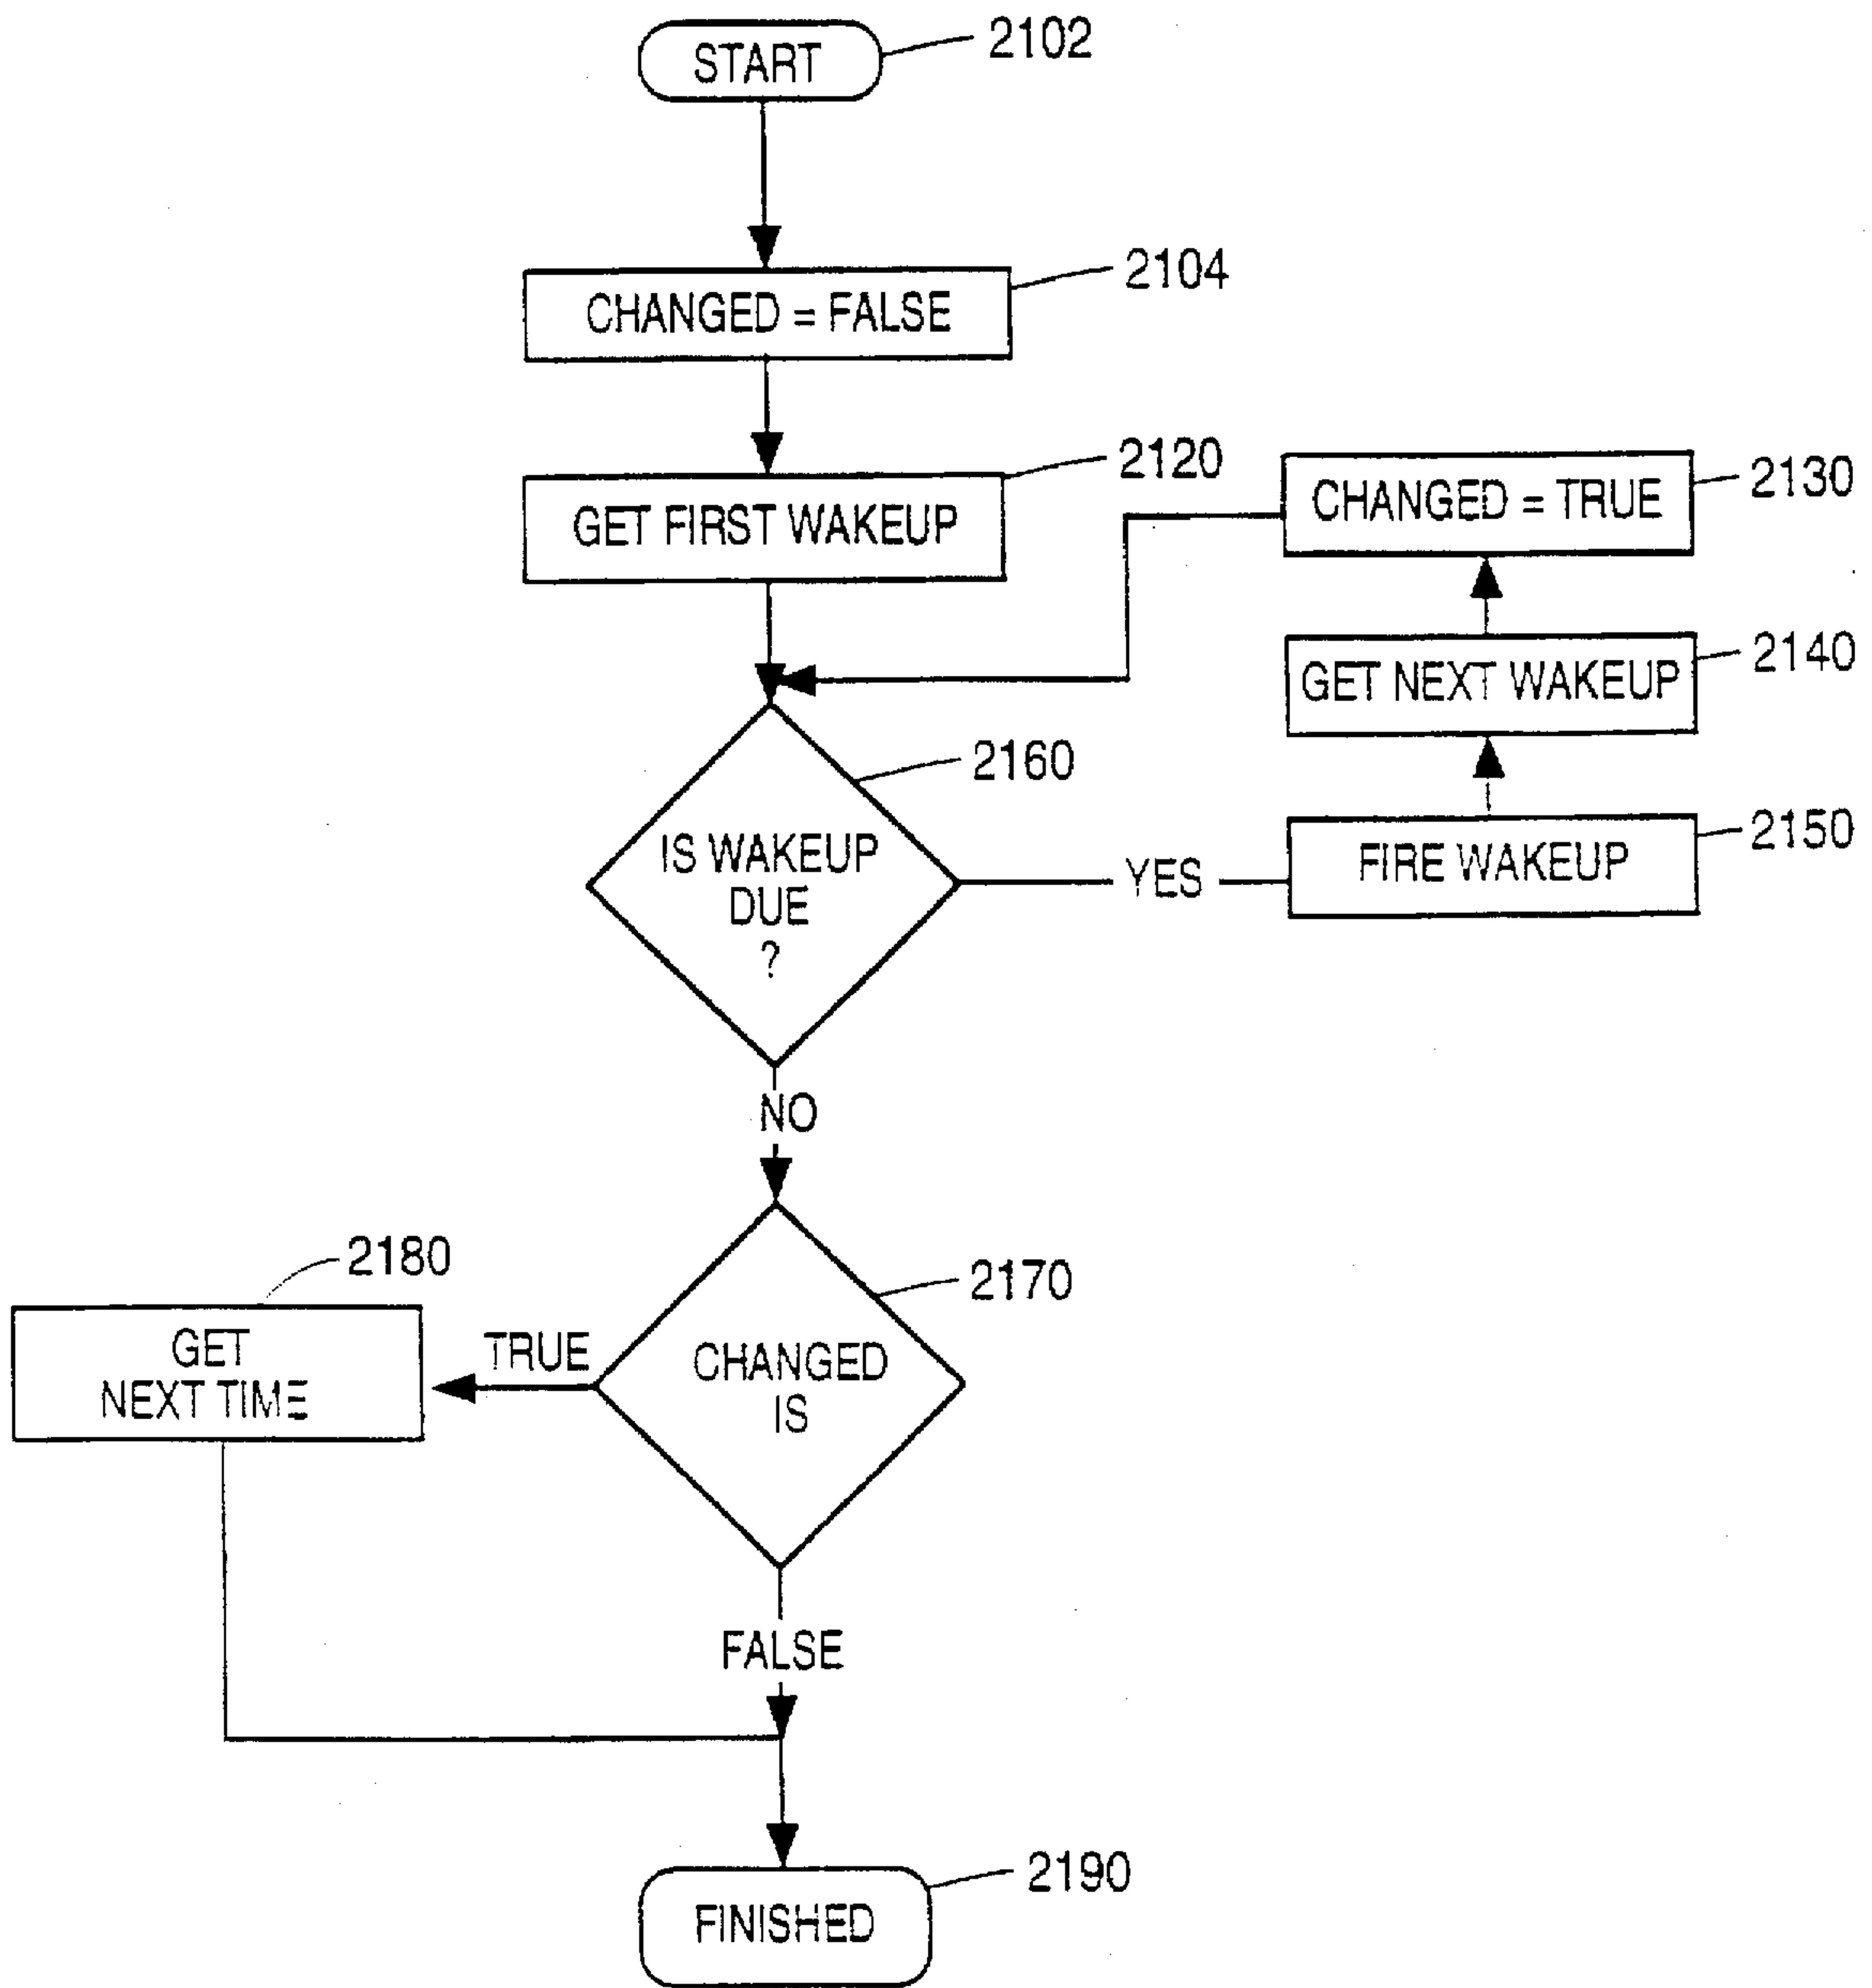 START
2102
CHANGED = FALSE
2104
GET FIRST WAKEUP
2120
CHANGED = TRUE
2130
GET NEXT WAKEUP
2140
FIRE WAKEUP
2150
IS WAKEUP
DUE
?
2160
YES
NO
CHANGED
IS
2170
TRUE
GET
NEXT TIME
2180
FALSE
FINISHED
2190